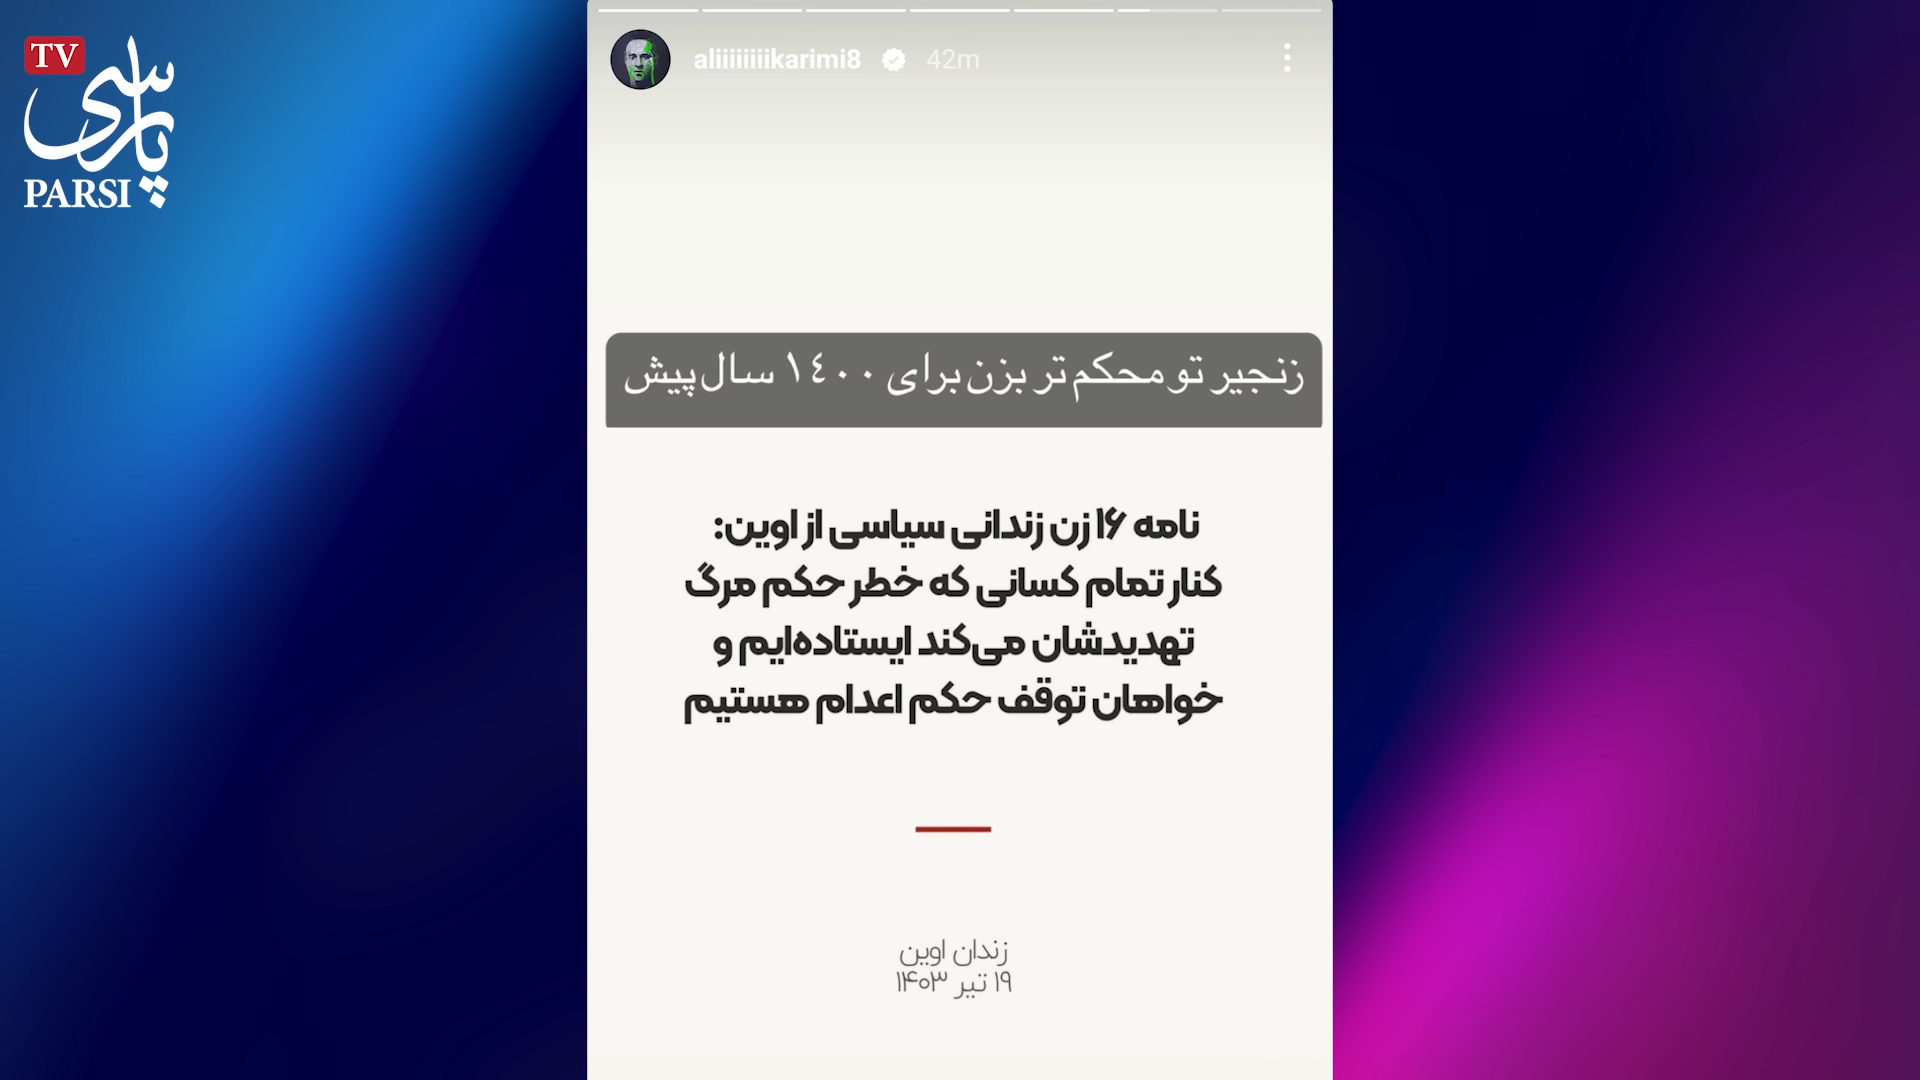 TV
پارسی
PARSI
aliiiiiiiikarimi8 42m
زنجیر تو محکم تر بزن برای ١٤٠٠ سال پیش
نامه ۱۶ زن زندانی سیاسی از اوین:
کنار تمام کسانی که خطر حکم مرگ
تهدیدشان می‌کند ایستاده‌ایم و
خواهان توقف حکم اعدام هستیم
زندان اوین
۱۹ تیر ۱۴۰۳